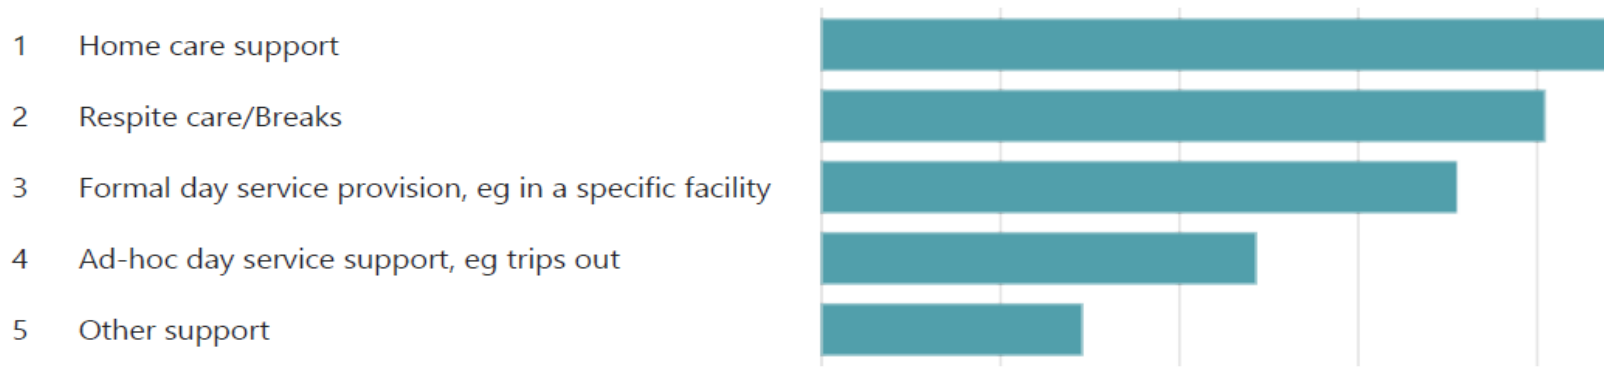 1 Home care support
2 Respite care/Breaks
3 Formal day service provision, eg in a specific facility
4 Ad-hoc day service support, eg trips out
5 Other support